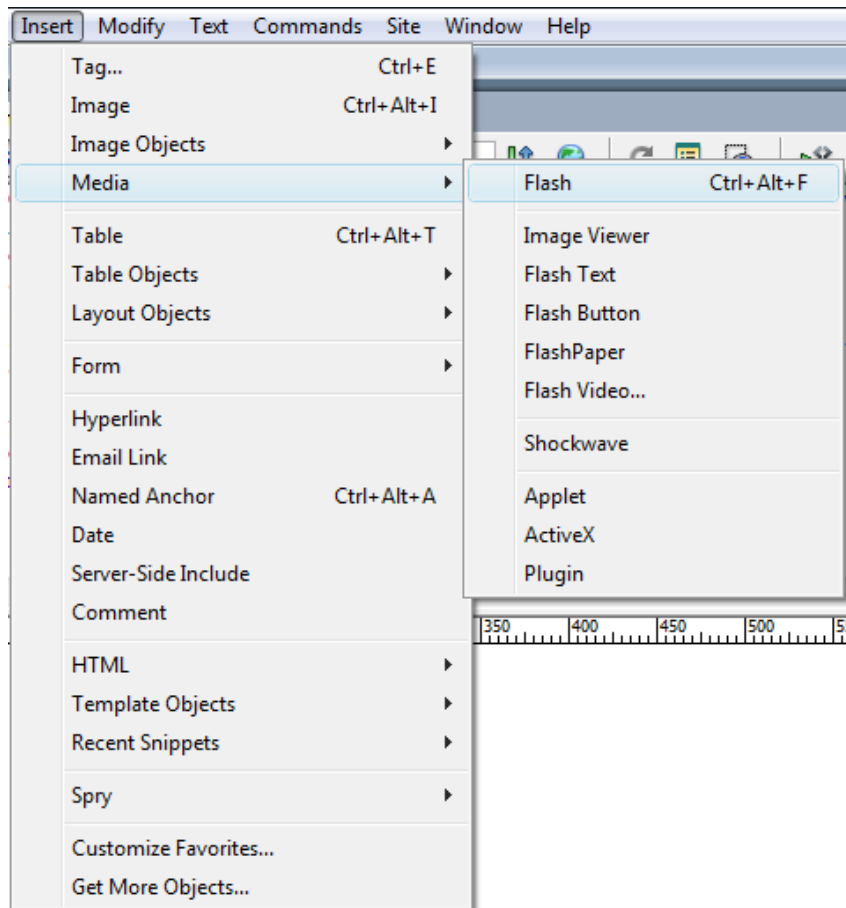 Insert Modify Text Commands Site Window Help
Tag... Ctrl+E
Image Ctrl+Alt+I
Image Objects
Media
Table Ctrl+Alt+T
Table Objects
Layout Objects
Form
Hyperlink
Email Link
Named Anchor Ctrl+Alt+A
Date
Server-Side Include
Comment
HTML
Template Objects
Recent Snippets
Spry
Customize Favorites...
Get More Objects...
Flash Ctrl+Alt+F
Image Viewer
Flash Text
Flash Button
FlashPaper
Flash Video...
Shockwave
Applet
ActiveX
Plugin
350 400 450 500